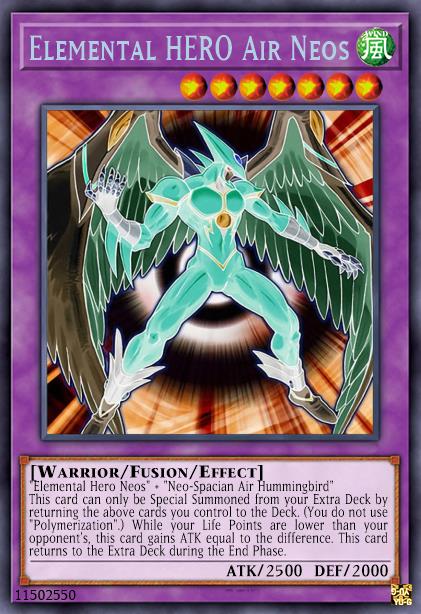 Elemental HERO Air Neos
WIND
風
[Warrior/Fusion/Effect]
"Elemental Hero Neos" + "Neo-Spacian Air Hummingbird"
This card can only be Special Summoned from your Extra Deck by
returning the above cards you control to the Deck. (You do not use
"Polymerization".) While your Life Points are lower than your
opponent's, this card gains ATK equal to the difference. This card
returns to the Extra Deck during the End Phase.
ATK/2500 DEF/2000
11502550